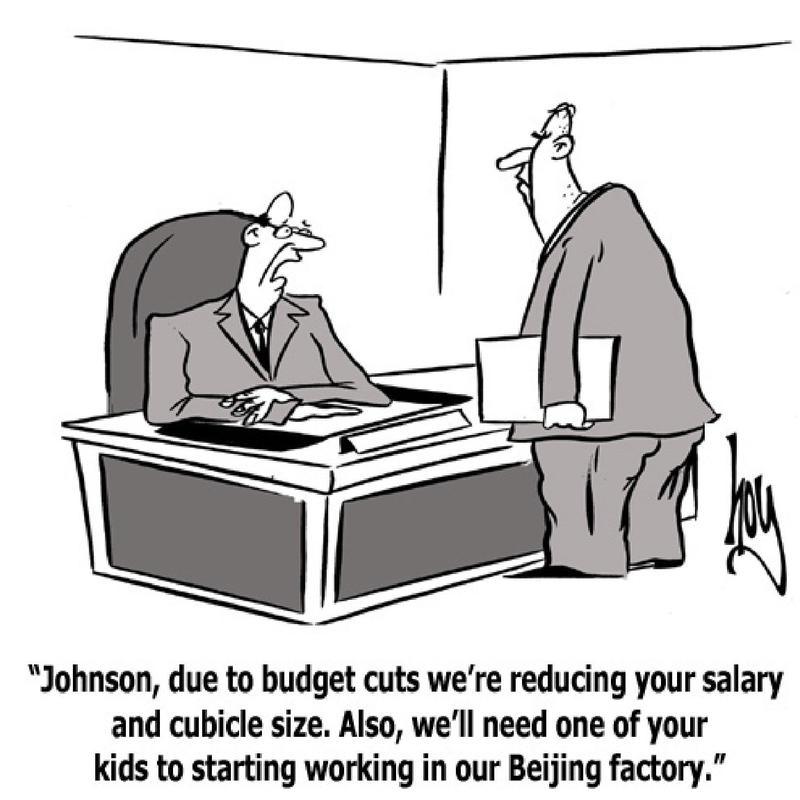 hoy
“Johnson, due to budget cuts we’re reducing your salary
and cubicle size. Also, we’ll need one of your
kids to starting working in our Beijing factory.”